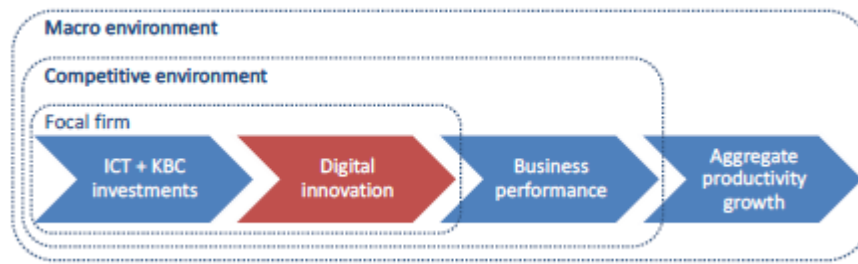 Macro environment
Competitive environment
Focal firm
ICT + KBC
investments
Digital
innovation
Business
performance
Aggregate
productivity
growth